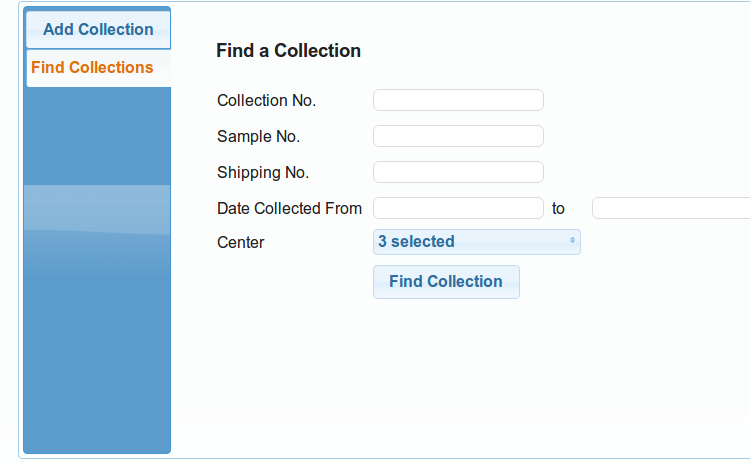 Add Collection
Find Collections
Find a Collection
Collection No.
Sample No.
Shipping No.
Date Collected From to
Center 3 selected
Find Collection